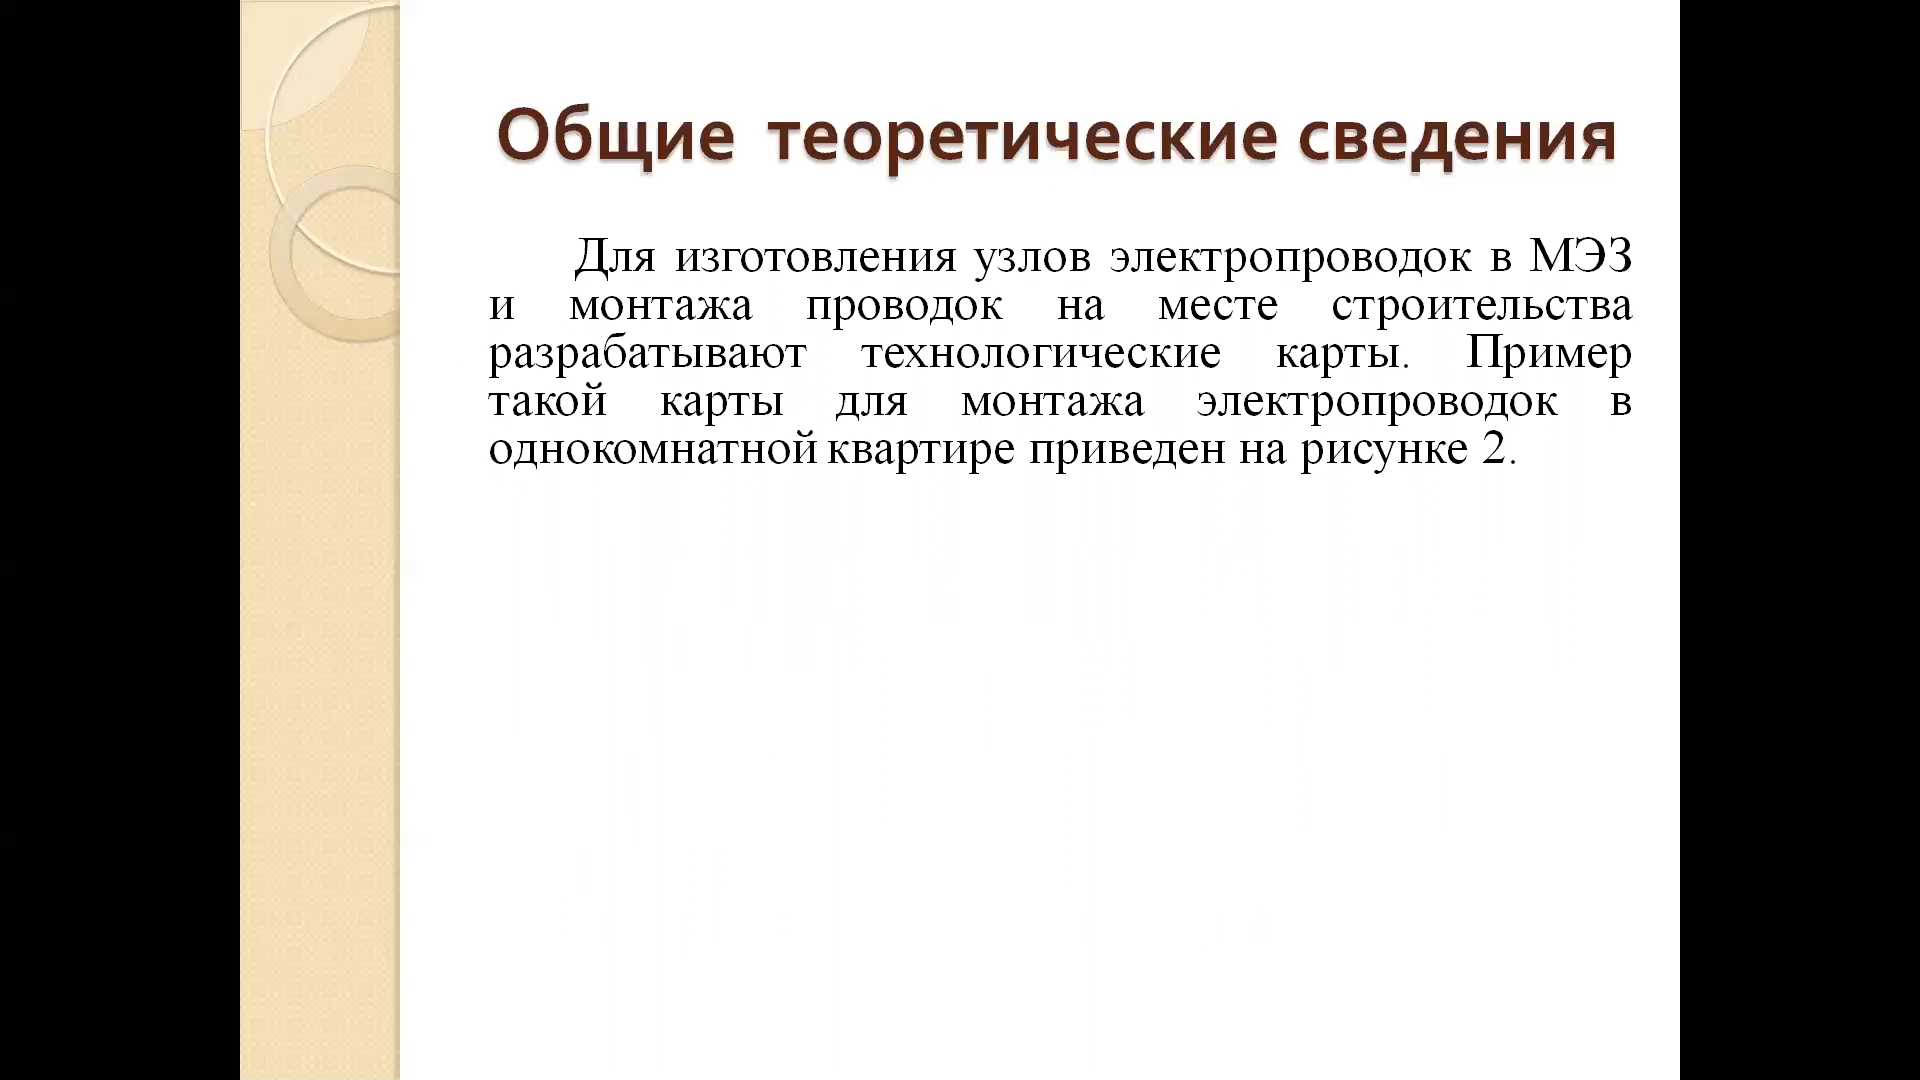 Общие теоретические сведения
Для изготовления узлов электропроводок в МЭЗ
и монтажа проводок на месте строительства
разрабатывают технологические карты. Пример
такой карты для монтажа электропроводок в
однокомнатной квартире приведен на рисунке 2.